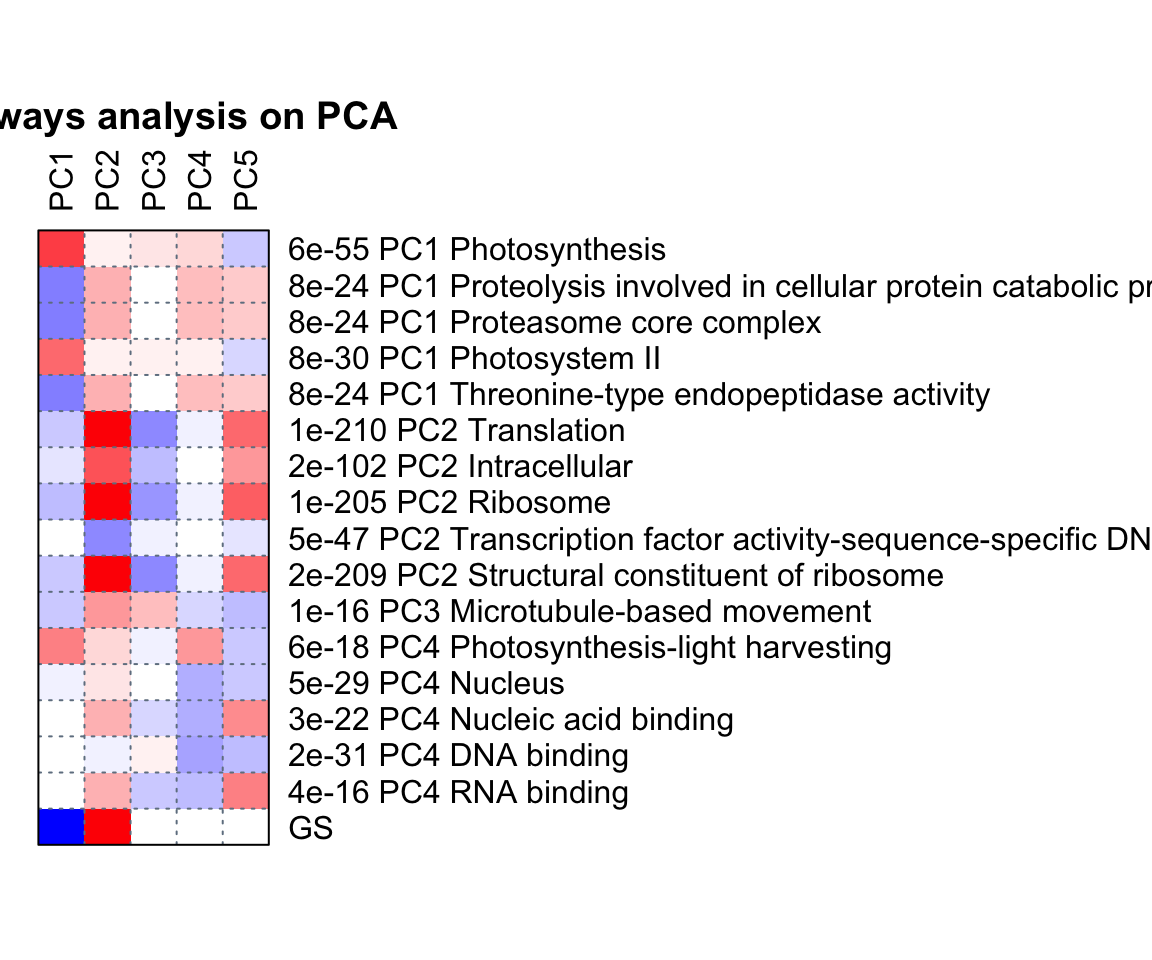 ways analysis on PCA
PC1 PC2 PC3 PC4 PC5
6e-55 PC1 Photosynthesis
8e-24 PC1 Proteolysis involved in cellular protein catabolic pr
8e-24 PC1 Proteasome core complex
8e-30 PC1 Photosystem II
8e-24 PC1 Threonine-type endopeptidase activity
1e-210 PC2 Translation
2e-102 PC2 Intracellular
1e-205 PC2 Ribosome
5e-47 PC2 Transcription factor activity-sequence-specific DN
2e-209 PC2 Structural constituent of ribosome
1e-16 PC3 Microtubule-based movement
6e-18 PC4 Photosynthesis-light harvesting
5e-29 PC4 Nucleus
3e-22 PC4 Nucleic acid binding
2e-31 PC4 DNA binding
4e-16 PC4 RNA binding
GS